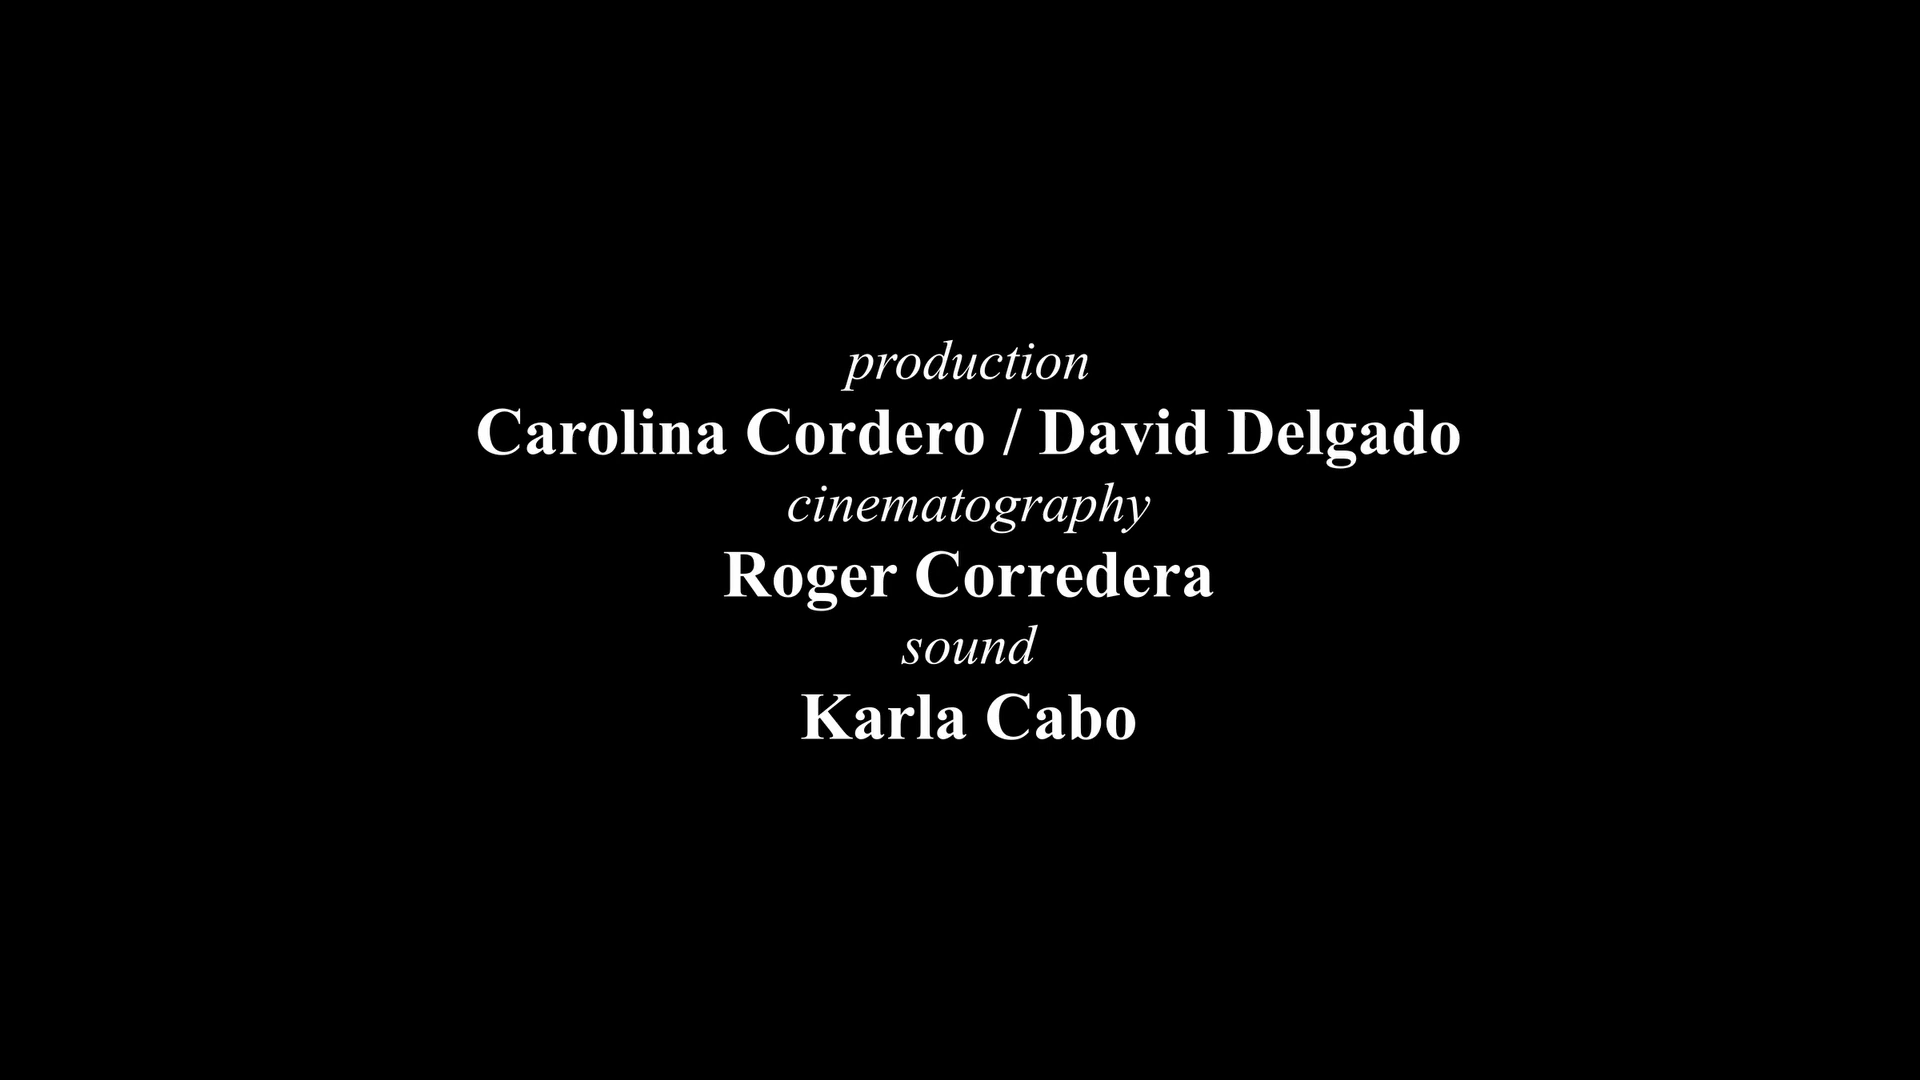 production
Carolina Cordero / David Delgado
cinematography
Roger Corredera
sound
Karla Cabo